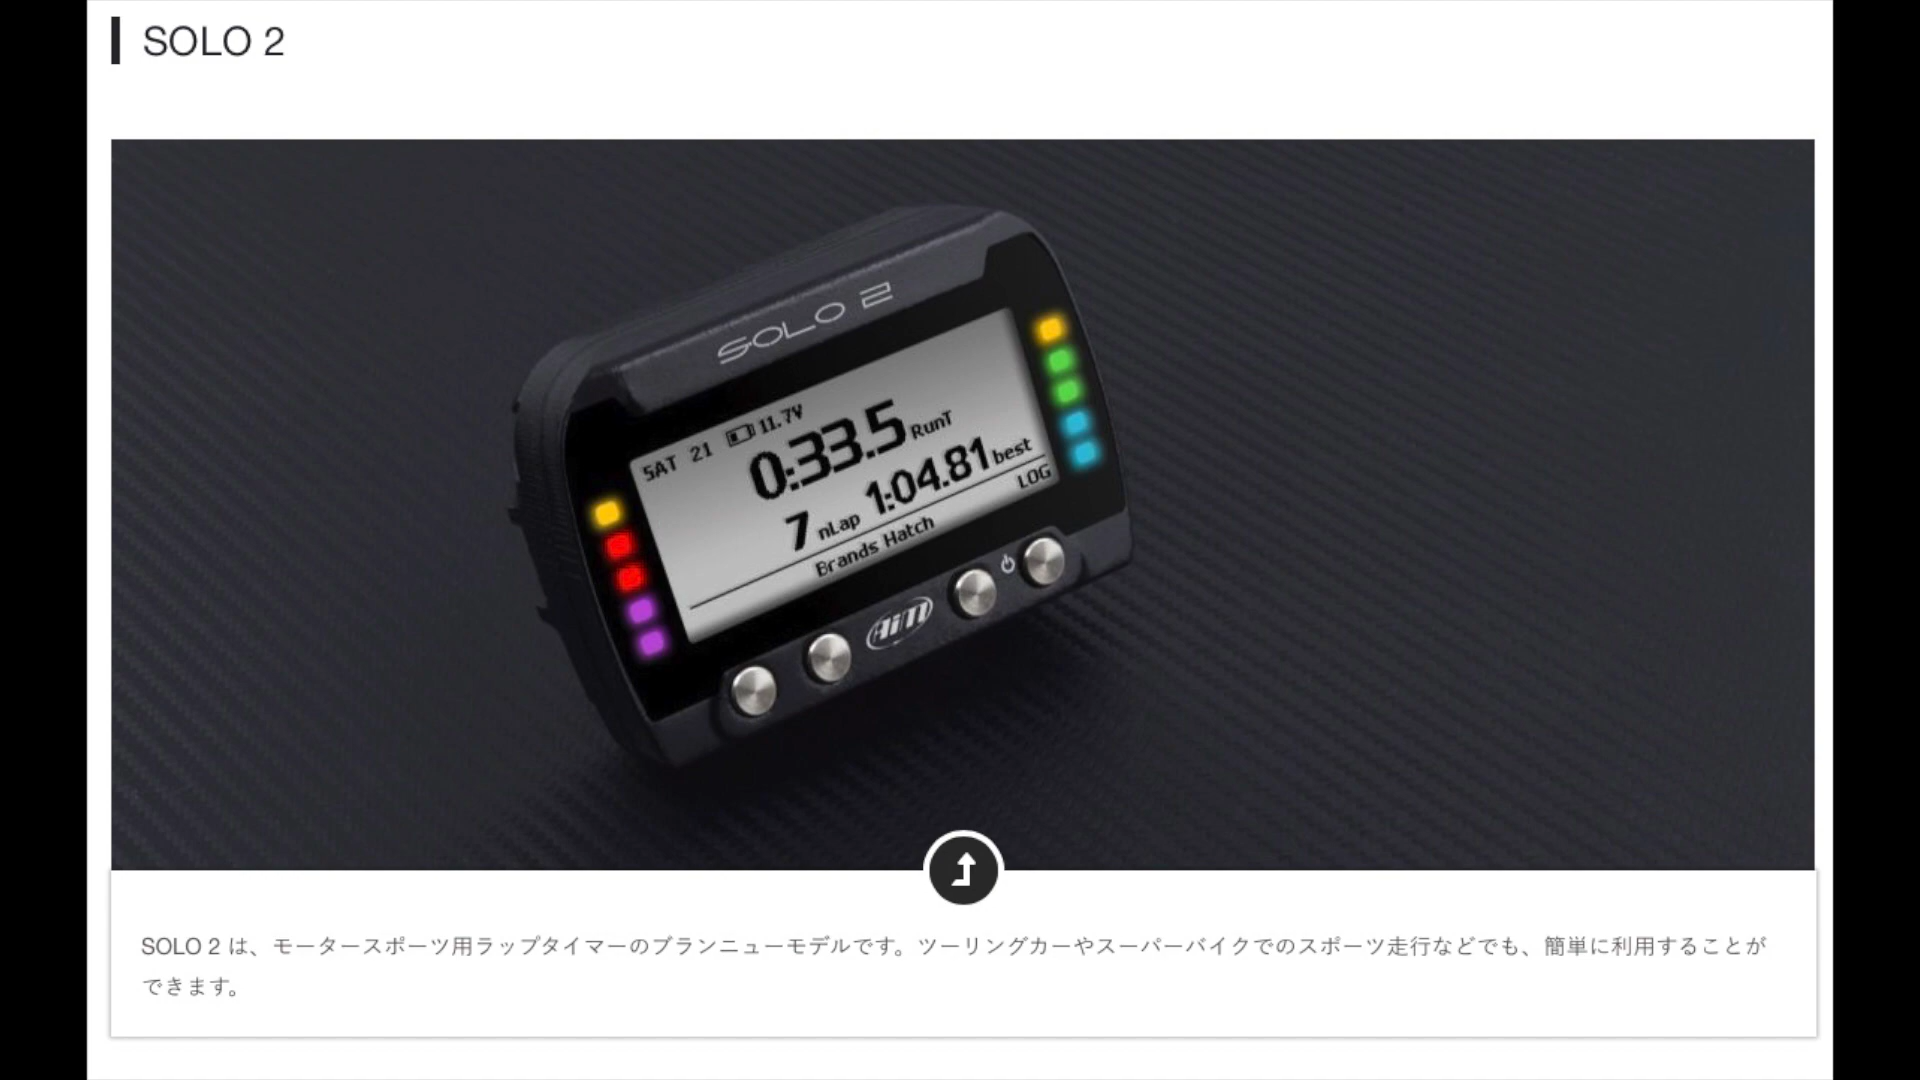 SOLO 2
SOLO 2
SAT 21 11.7V
0:33.5 RunT
7 nLap 1:04.81 best
LOG
Brands Hatch
AiM
SOLO 2 は、モータースポーツ用ラップタイマーのブランニューモデルです。ツーリングカーやスーパーバイクでのスポーツ走行などでも、簡単に利用することが
できます。